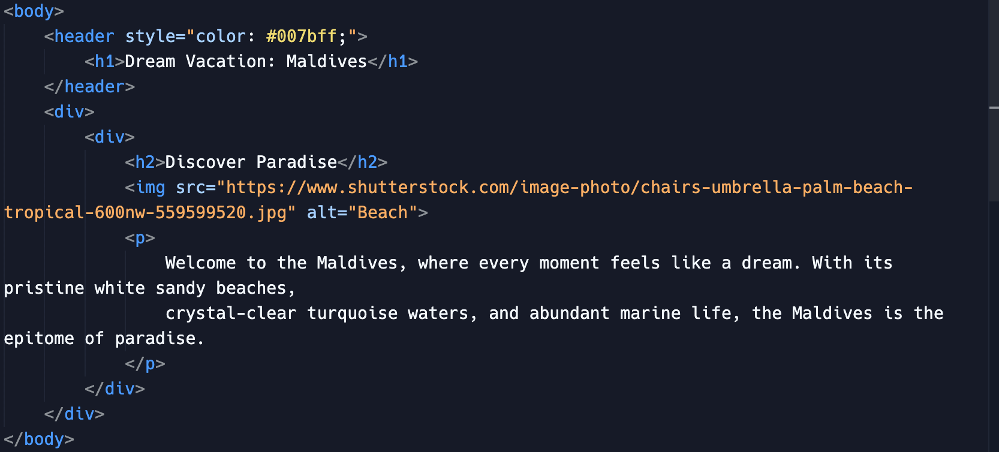 <body>
    <header style="color: #007bff;">
        <h1>Dream Vacation: Maldives</h1>
    </header>
    <div>
        <div>
            <h2>Discover Paradise</h2>
            <img src="https://www.shutterstock.com/image-photo/chairs-umbrella-palm-beach-
tropical-600nw-559599520.jpg" alt="Beach">
            <p>
                Welcome to the Maldives, where every moment feels like a dream. With its
pristine white sandy beaches,
                crystal-clear turquoise waters, and abundant marine life, the Maldives is the
epitome of paradise.
            </p>
        </div>
    </div>
</body>